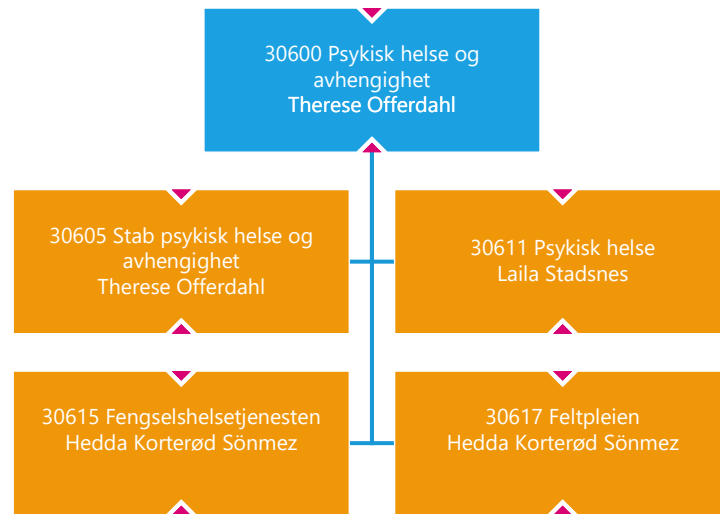 30600 Psykisk helse og
avhengighet
Therese Offerdahl
30605 Stab psykisk helse og
avhengighet
Therese Offerdahl
30611 Psykisk helse
Laila Stadsnes
30615 Fengselshelsetjenesten
Hedda Korterød Sönmez
30617 Feltpleien
Hedda Korterød Sönmez